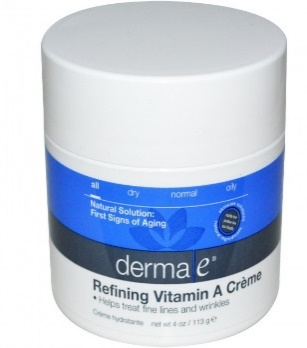 all
dry normal oily
Natural Solution:
First Signs of Aging
derma e®
Refining Vitamin A Crème
• Helps treat fine lines and wrinkles
Crème hydratante net wt 4 oz / 113 g e